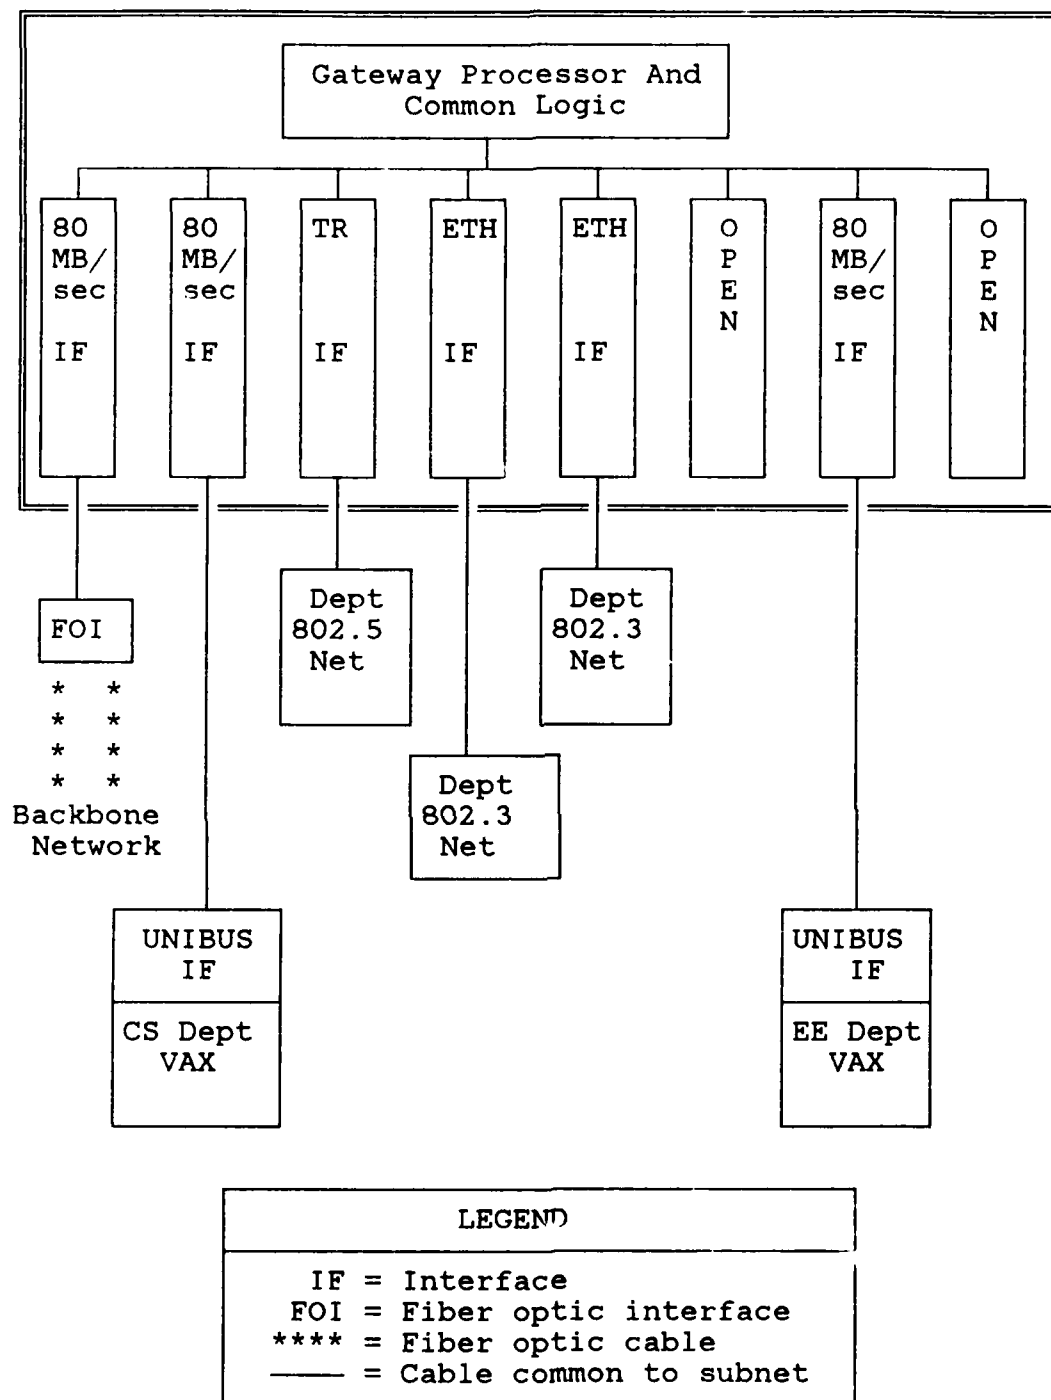 Gateway Processor And
Common Logic
80
MB/
sec
IF
80
MB/
sec
IF
TR
IF
ETH
IF
ETH
IF
O
P
E
N
80
MB/
sec
IF
O
P
E
N
FOI
* *
* *
* *
* *
Backbone
Network
Dept
802.5
Net
Dept
802.3
Net
Dept
802.3
Net
UNIBUS
IF
CS Dept
VAX
UNIBUS
IF
EE Dept
VAX
LEGEND
IF = Interface
FOI = Fiber optic interface
**** = Fiber optic cable
—— = Cable common to subnet